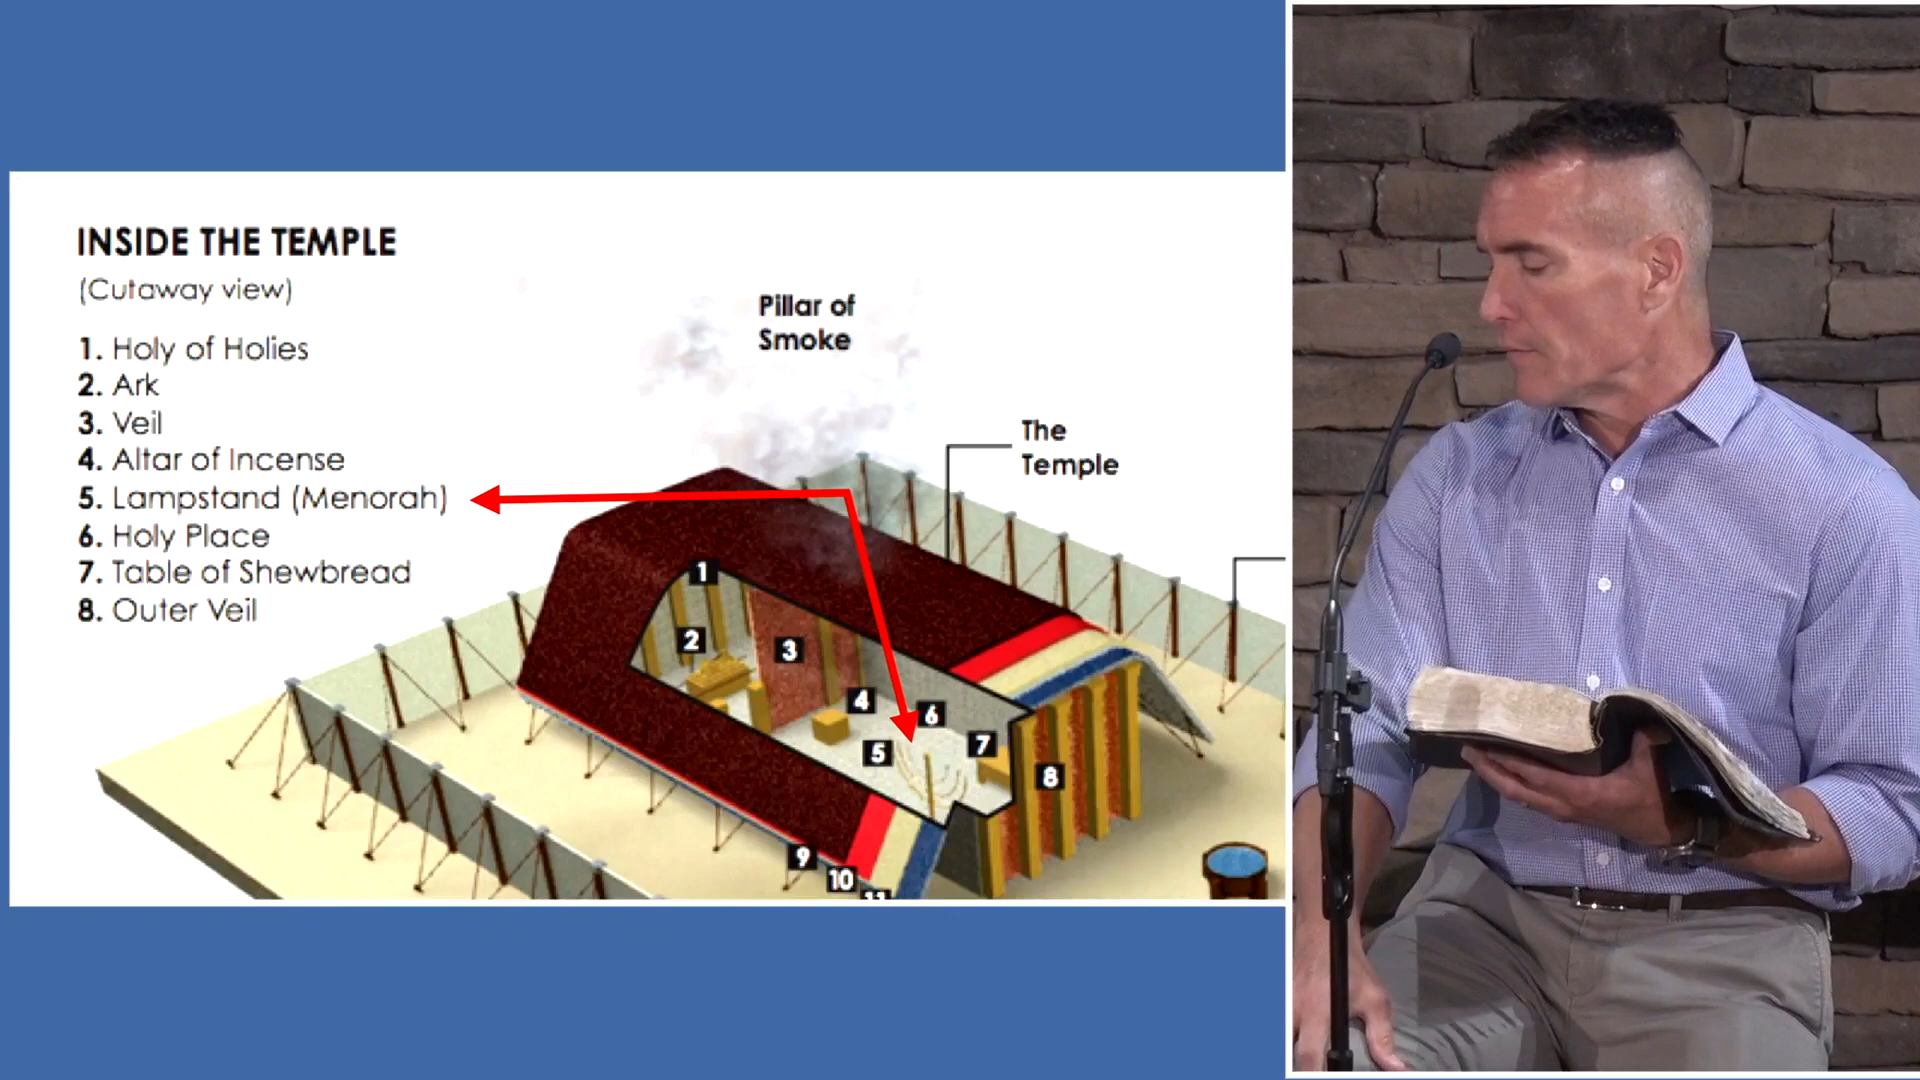 INSIDE THE TEMPLE
(Cutaway view)
1. Holy of Holies
2. Ark
3. Veil
4. Altar of Incense
5. Lampstand (Menorah)
6. Holy Place
7. Table of Shewbread
8. Outer Veil
Pillar of
Smoke
The
Temple
1
2
3
4
6
5
7
8
9
10
11